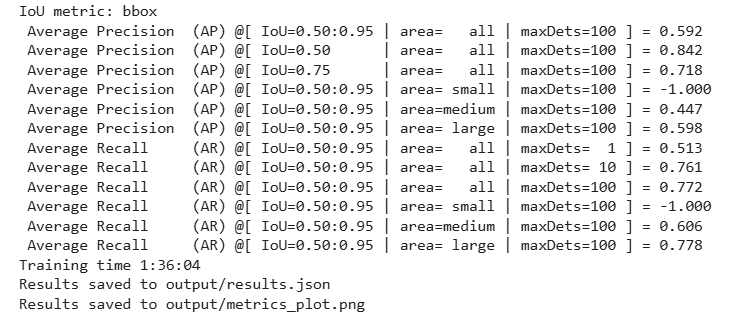 IoU metric: bbox
 Average Precision  (AP) @[ IoU=0.50:0.95 | area=   all | maxDets=100 ] = 0.592
 Average Precision  (AP) @[ IoU=0.50      | area=   all | maxDets=100 ] = 0.842
 Average Precision  (AP) @[ IoU=0.75      | area=   all | maxDets=100 ] = 0.718
 Average Precision  (AP) @[ IoU=0.50:0.95 | area= small | maxDets=100 ] = -1.000
 Average Precision  (AP) @[ IoU=0.50:0.95 | area=medium | maxDets=100 ] = 0.447
 Average Precision  (AP) @[ IoU=0.50:0.95 | area= large | maxDets=100 ] = 0.598
 Average Recall     (AR) @[ IoU=0.50:0.95 | area=   all | maxDets=  1 ] = 0.513
 Average Recall     (AR) @[ IoU=0.50:0.95 | area=   all | maxDets= 10 ] = 0.761
 Average Recall     (AR) @[ IoU=0.50:0.95 | area=   all | maxDets=100 ] = 0.772
 Average Recall     (AR) @[ IoU=0.50:0.95 | area= small | maxDets=100 ] = -1.000
 Average Recall     (AR) @[ IoU=0.50:0.95 | area=medium | maxDets=100 ] = 0.606
 Average Recall     (AR) @[ IoU=0.50:0.95 | area= large | maxDets=100 ] = 0.778
Training time 1:36:04
Results saved to output/results.json
Results saved to output/metrics_plot.png